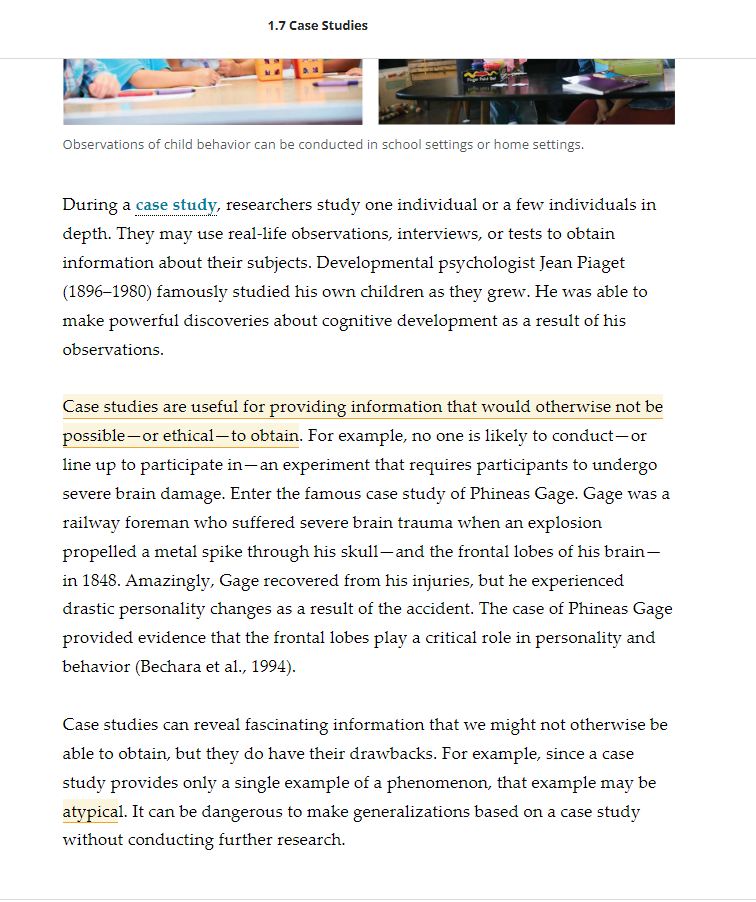 1.7 Case Studies
Observations of child behavior can be conducted in school settings or home settings.
During a case study, researchers study one individual or a few individuals in
depth. They may use real-life observations, interviews, or tests to obtain
information about their subjects. Developmental psychologist Jean Piaget
(1896–1980) famously studied his own children as they grew. He was able to
make powerful discoveries about cognitive development as a result of his
observations.
Case studies are useful for providing information that would otherwise not be
possible—or ethical—to obtain. For example, no one is likely to conduct—or
line up to participate in—an experiment that requires participants to undergo
severe brain damage. Enter the famous case study of Phineas Gage. Gage was a
railway foreman who suffered severe brain trauma when an explosion
propelled a metal spike through his skull—and the frontal lobes of his brain—
in 1848. Amazingly, Gage recovered from his injuries, but he experienced
drastic personality changes as a result of the accident. The case of Phineas Gage
provided evidence that the frontal lobes play a critical role in personality and
behavior (Bechara et al., 1994).
Case studies can reveal fascinating information that we might not otherwise be
able to obtain, but they do have their drawbacks. For example, since a case
study provides only a single example of a phenomenon, that example may be
atypical. It can be dangerous to make generalizations based on a case study
without conducting further research.